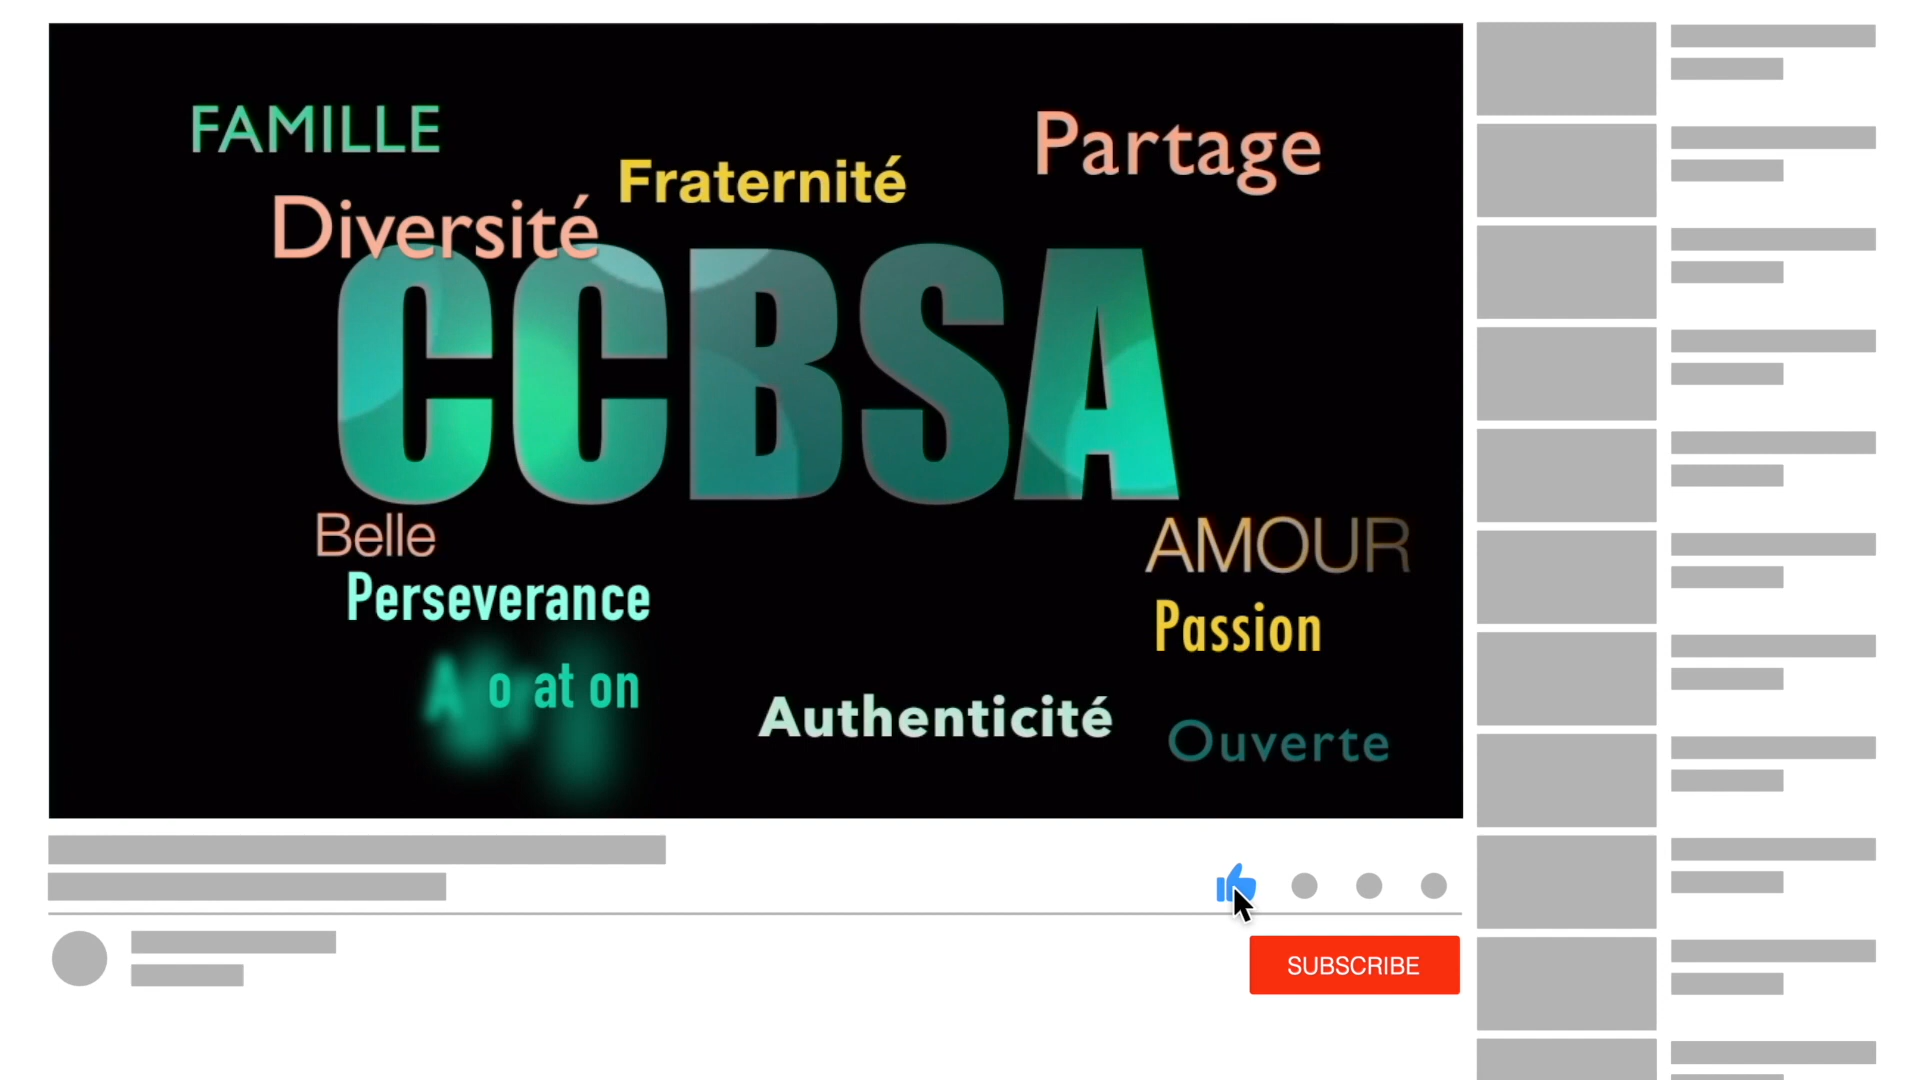 FAMILLE
Partage
Fraternité
Diversité
CCBSA
Belle
AMOUR
Perseverance
Passion
Authenticité
Ouverte
SUBSCRIBE